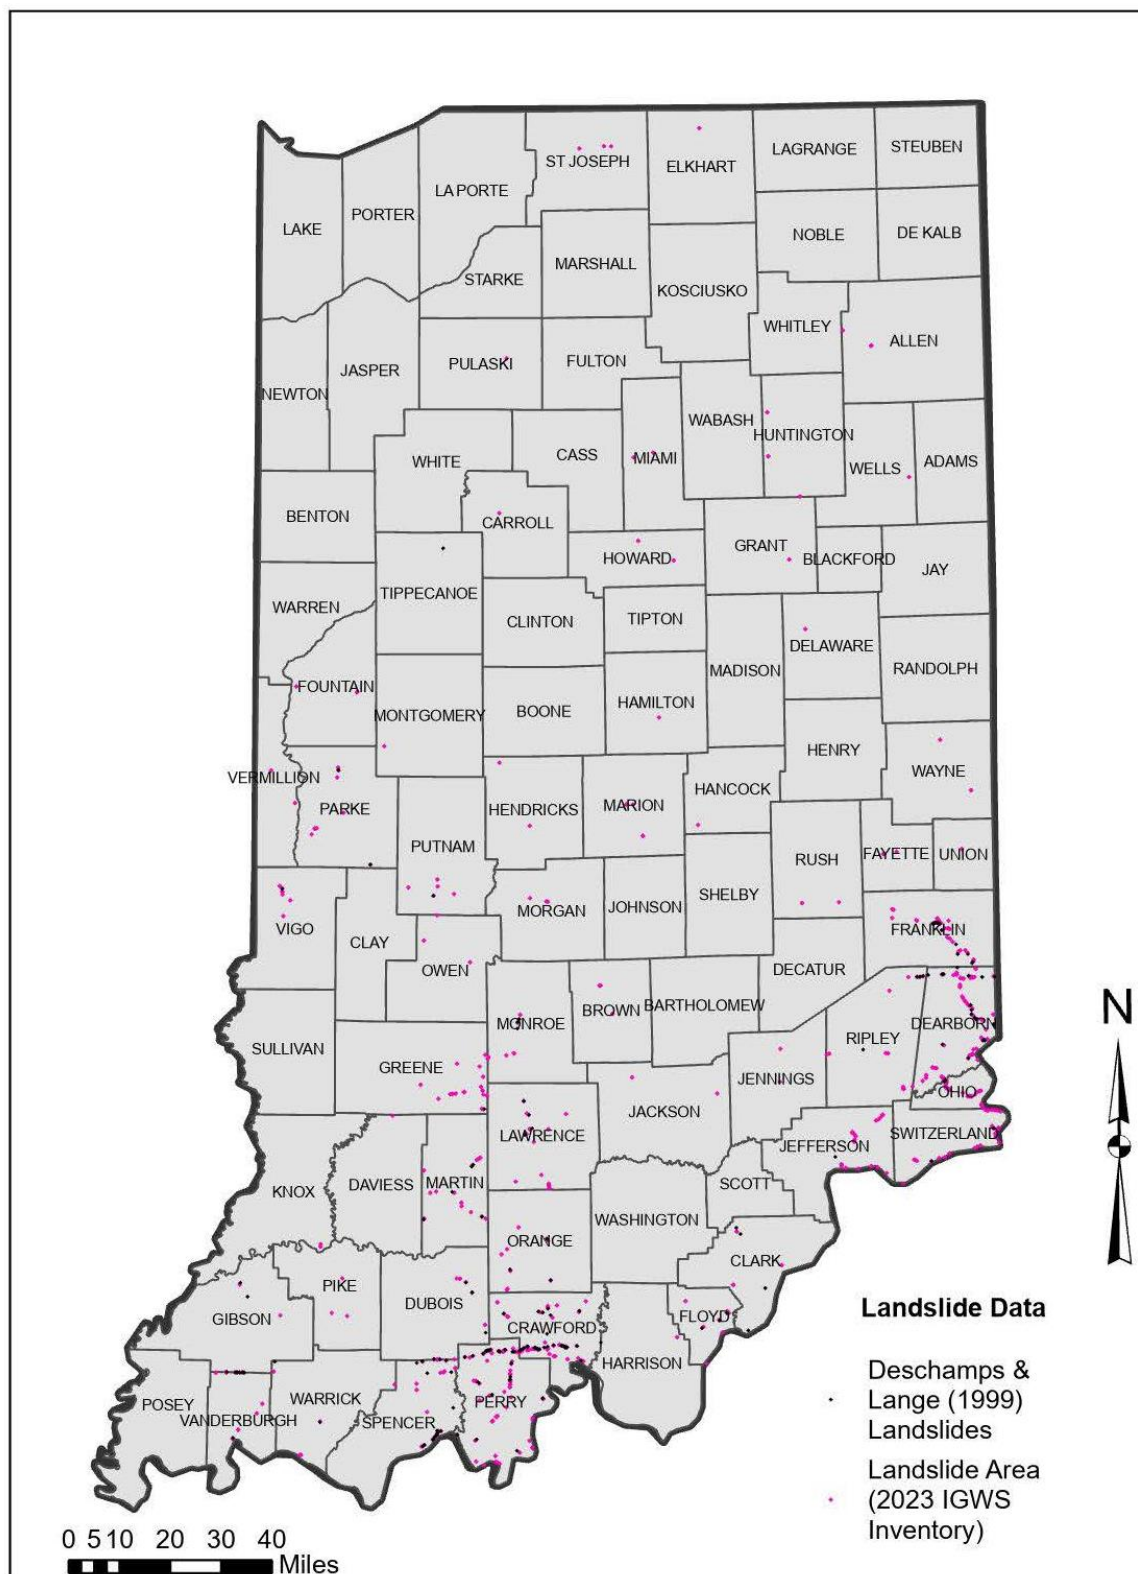 LAGRANGE
STEUBEN
ST JOSEPH
ELKHART
LA PORTE
PORTER
LAKE
NOBLE
DE KALB
MARSHALL
STARKE
KOSCIUSKO
WHITLEY
ALLEN
PULASKI
FULTON
JASPER
NEWTON
WABASH
HUNTINGTON
WHITE
CASS
MIAMI
WELLS
ADAMS
BENTON
CARROLL
HOWARD
GRANT
BLACKFORD
JAY
WARREN
TIPPECANOE
CLINTON
TIPTON
MADISON
DELAWARE
RANDOLPH
FOUNTAIN
MONTGOMERY
BOONE
HAMILTON
HENRY
WAYNE
VERMILLION
PARKE
HENDRICKS
MARION
HANCOCK
PUTNAM
RUSH
FAYETTE
UNION
MORGAN
JOHNSON
SHELBY
VIGO
CLAY
OWEN
FRANKLIN
DECATUR
MONROE
BROWN
BARTHOLOMEW
N
SULLIVAN
GREENE
RIPLEY
DEARBORN
JENNINGS
OHIO
JACKSON
LAWRENCE
JEFFERSON
SWITZERLAND
KNOX
DAVIESS
MARTIN
SCOTT
WASHINGTON
ORANGE
CLARK
PIKE
DUBOIS
GIBSON
CRAWFORD
FLOYD
HARRISON
POSEY
VANDERBURGH
WARRICK
SPENCER
PERRY
Landslide Data
Deschamps &
Lange (1999)
Landslides
Landslide Area
(2023 IGWS
Inventory)
0 5 10 20 30 40
Miles